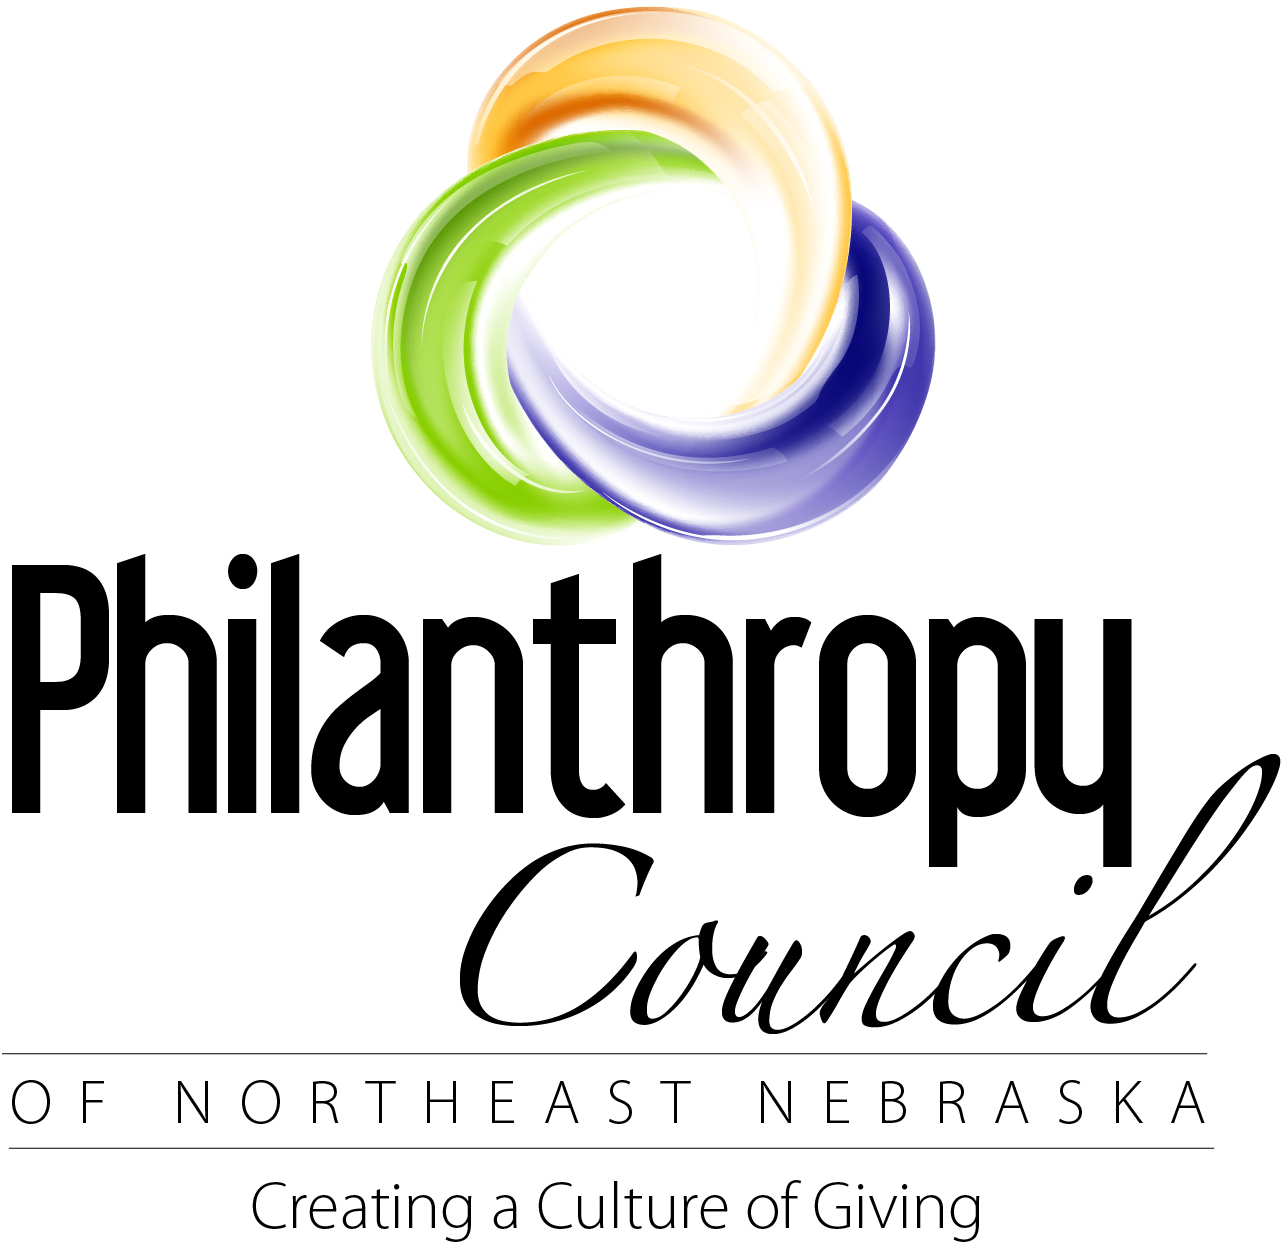 Philanthropy
Council
OF NORTHEAST NEBRASKA
Creating a Culture of Giving